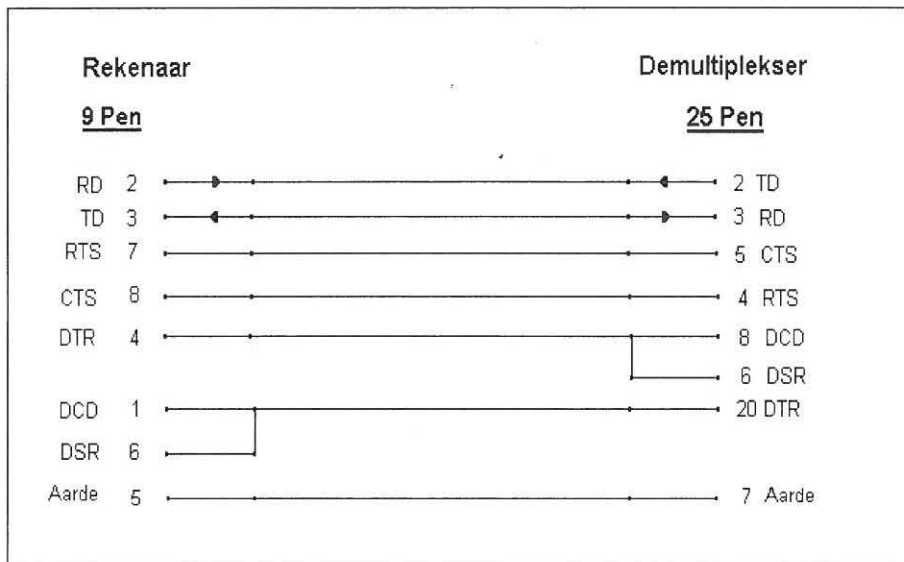 Rekenaar Demultiplekser
9 Pen 25 Pen
RD 2 2 TD
TD 3 3 RD
RTS 7 5 CTS
CTS 8 4 RTS
DTR 4 8 DCD
6 DSR
DCD 1 20 DTR
DSR 6
Aarde 5 7 Aarde